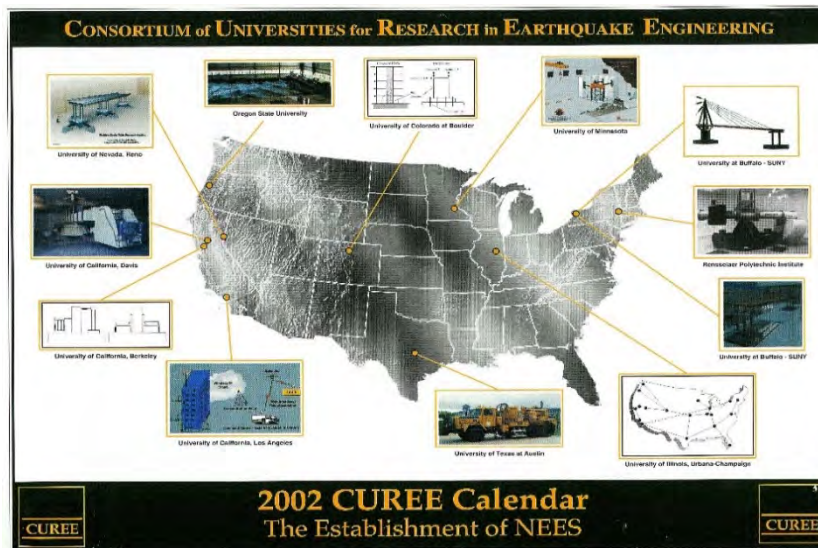 CONSORTIUM of UNIVERSITIES for RESEARCH in EARTHQUAKE ENGINEERING
Oregon State University
University of Colorado at Boulder
University of Minnesota
University of Nevada, Reno
University at Buffalo - SUNY
University of California, Davis
Rensselaer Polytechnic Institute
University of California, Berkeley
University at Buffalo - SUNY
University of California, Los Angeles
University of Texas at Austin
University of Illinois, Urbana-Champaign
2002 CUREE Calendar
The Establishment of NEES
CUREE
CUREE